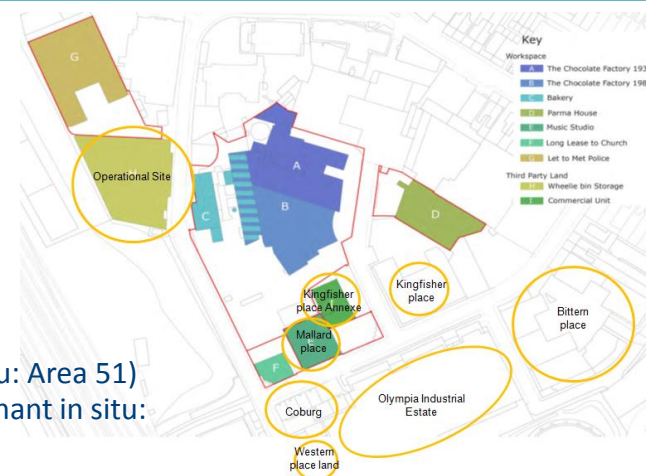 Key
Workspace
A The Chocolate Factory 193
B The Chocolate Factory 198
C Bakery
D Parma House
E Music Studio
F Long Lease to Church
G Let to Met Police
Third Party Land
H Wheelie bin Storage
I Commercial Unit
G
Operational Site
A
B
C
D
Kingfisher
place Annexe
Kingfisher
place
Mallard
place
Bittern
place
F
Coburg
Olympia Industrial
Estate
Western
place land
u: Area 51)
nant in situ: